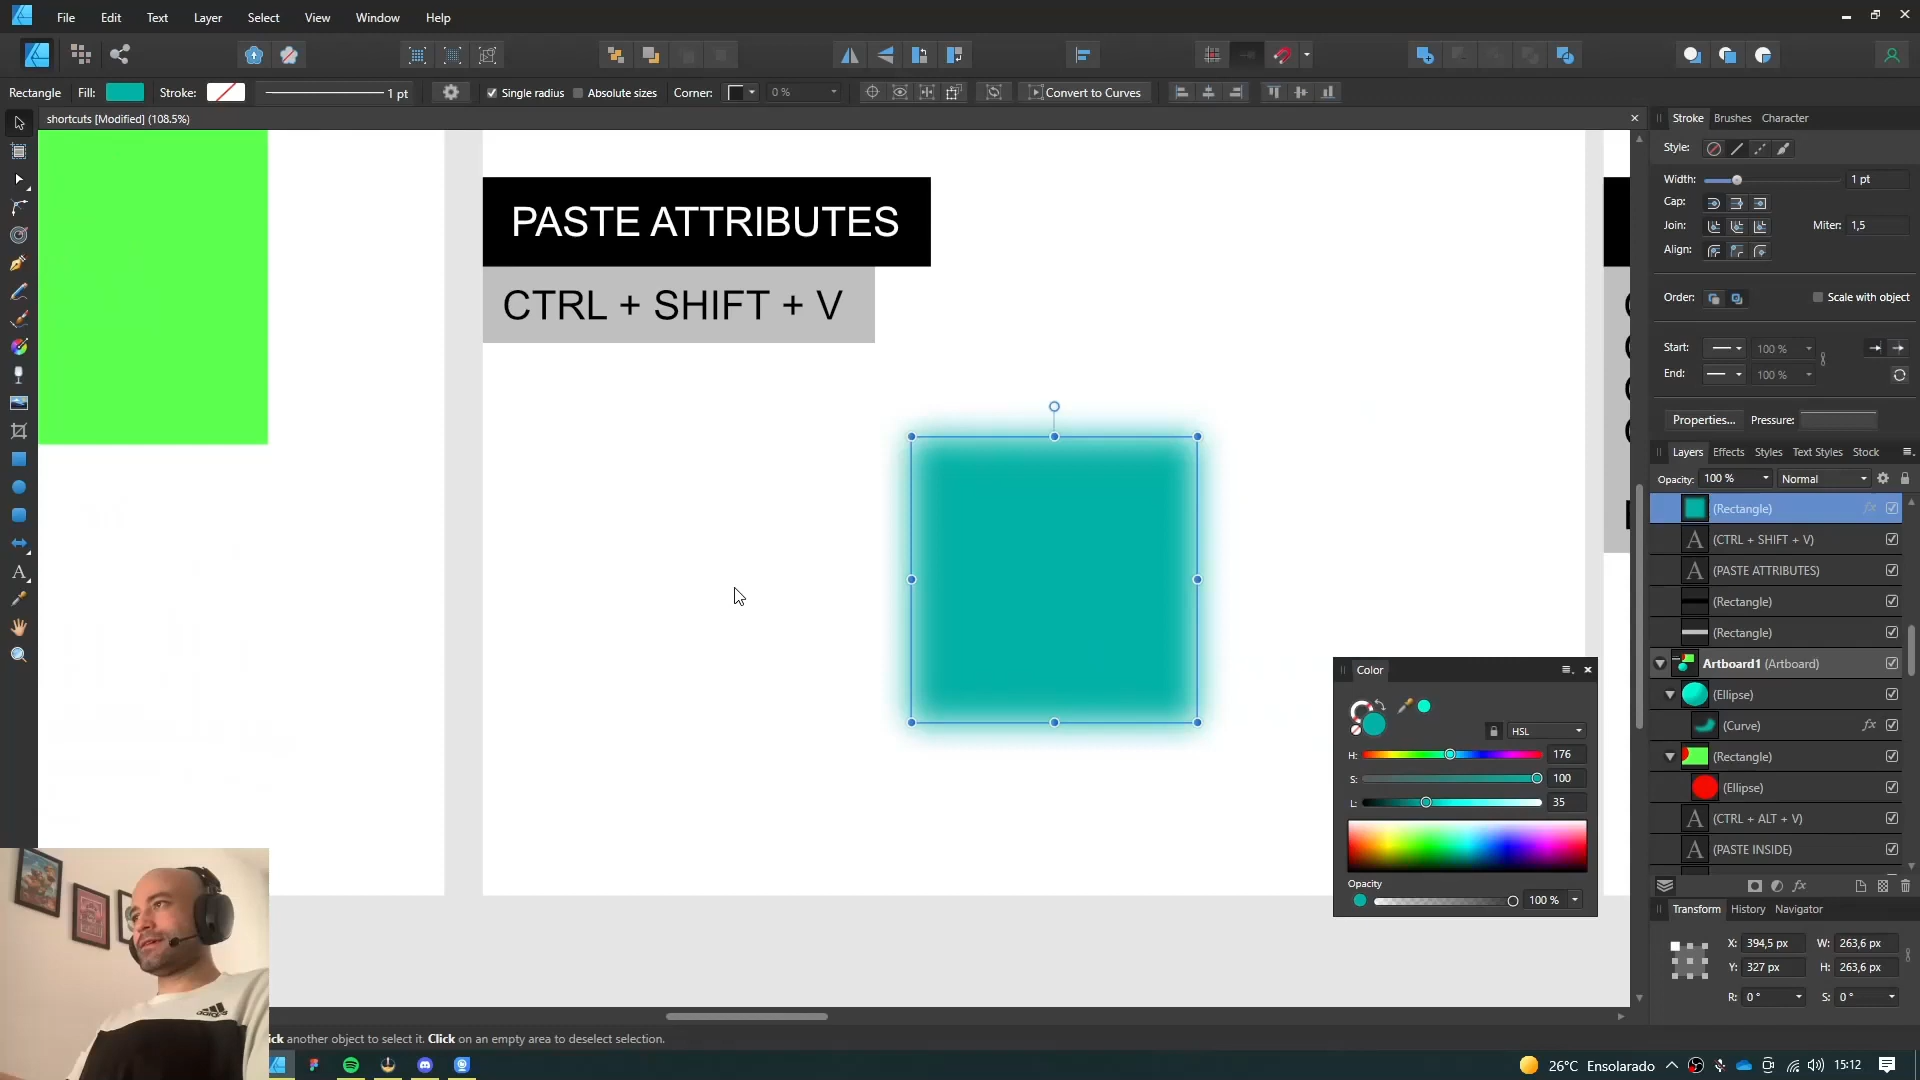 File Edit Text Layer Select View Window Help
Rectangle Fill: Stroke: 1 pt Single radius Absolute sizes Corner: 0 % Convert to Curves
shortcuts [Modified] (108.5%)
PASTE ATTRIBUTES
CTRL + SHIFT + V
Stroke Brushes Character
Style:
Width: 1 pt
Cap:
Join: Miter: 1,5
Align:
Order: Scale with object
Start: 100 %
End: 100 %
Properties... Pressure:
Layers Effects Styles Text Styles Stock
Opacity: 100 % Normal
(Rectangle) fx
A (CTRL + SHIFT + V)
A (PASTE ATTRIBUTES)
(Rectangle)
(Rectangle)
Artboard1 (Artboard)
(Ellipse)
(Curve) fx
(Rectangle)
(Ellipse)
A (CTRL + ALT + V)
A (PASTE INSIDE)
fx
Color
HSL
H: 176
S: 100
L: 35
Opacity
100 %
Transform History Navigator
X: 394,5 px W: 263,6 px
Y: 327 px H: 263,6 px
R: 0 ° S: 0 °
another object to select it. Click on an empty area to deselect selection.
26°C Ensolarado 15:12